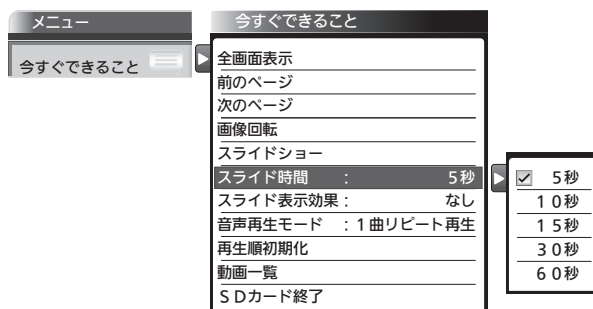 メニュー
今すぐできること
今すぐできること
全画面表示
前のページ
次のページ
画像回転
スライドショー
スライド時間 : 5秒
スライド表示効果 : なし
音声再生モード : 1曲リピート再生
再生順初期化
動画一覧
SDカード終了
5秒
10秒
15秒
30秒
60秒